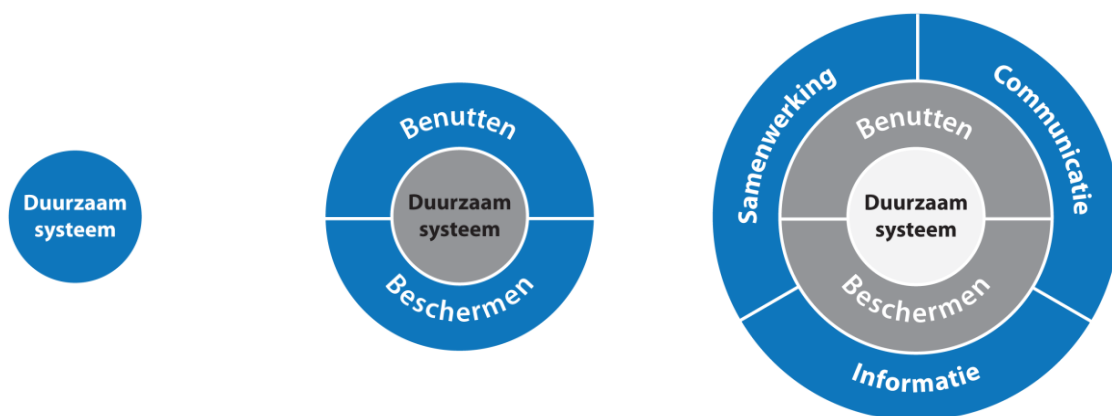 Duurzaam
systeem
Benutten
Duurzaam
systeem
Beschermen
Samenwerking
Communicatie
Benutten
Duurzaam
systeem
Beschermen
Informatie